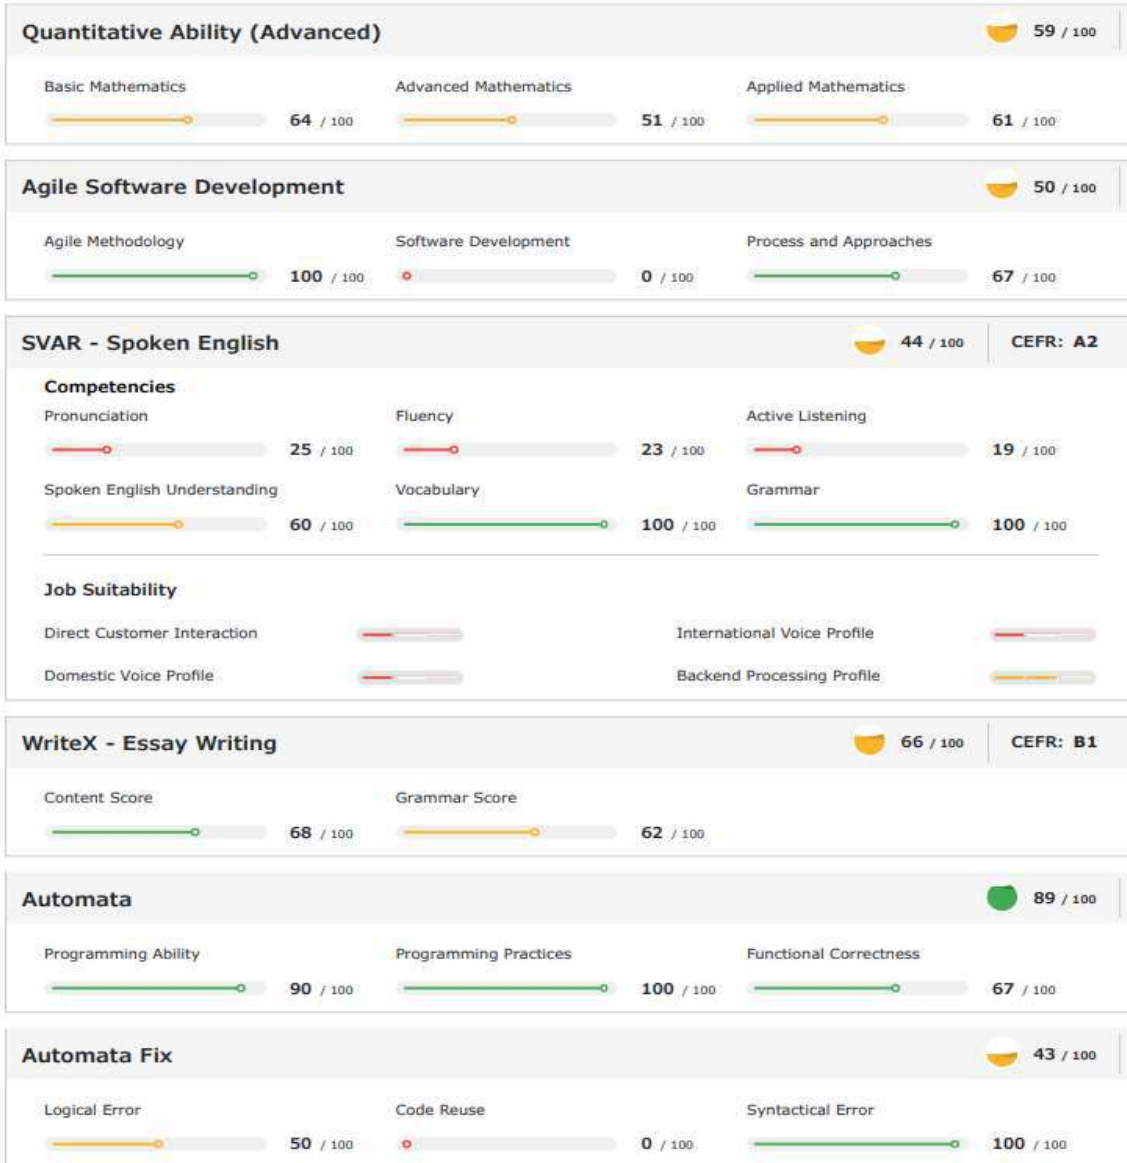 Quantitative Ability (Advanced) 59 / 100
Basic Mathematics Advanced Mathematics Applied Mathematics
64 / 100 51 / 100 61 / 100
Agile Software Development 50 / 100
Agile Methodology Software Development Process and Approaches
100 / 100 0 / 100 67 / 100
SVAR - Spoken English 44 / 100 CEFR: A2
Competencies
Pronunciation Fluency Active Listening
25 / 100 23 / 100 19 / 100
Spoken English Understanding Vocabulary Grammar
60 / 100 100 / 100 100 / 100
Job Suitability
Direct Customer Interaction International Voice Profile
Domestic Voice Profile Backend Processing Profile
WriteX - Essay Writing 66 / 100 CEFR: B1
Content Score Grammar Score
68 / 100 62 / 100
Automata 89 / 100
Programming Ability Programming Practices Functional Correctness
90 / 100 100 / 100 67 / 100
Automata Fix 43 / 100
Logical Error Code Reuse Syntactical Error
50 / 100 0 / 100 100 / 100